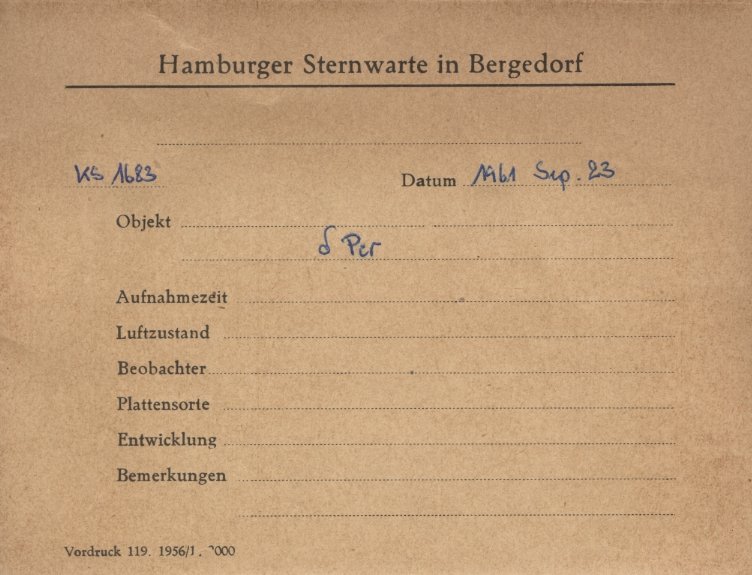 Hamburger Sternwarte in Bergedorf
KS 1683 Datum 1961 Sep. 23
Objekt
δ Per
Aufnahmezeit
Luftzustand
Beobachter
Plattensorte
Entwicklung
Bemerkungen
Vordruck 119. 1956/1. 000